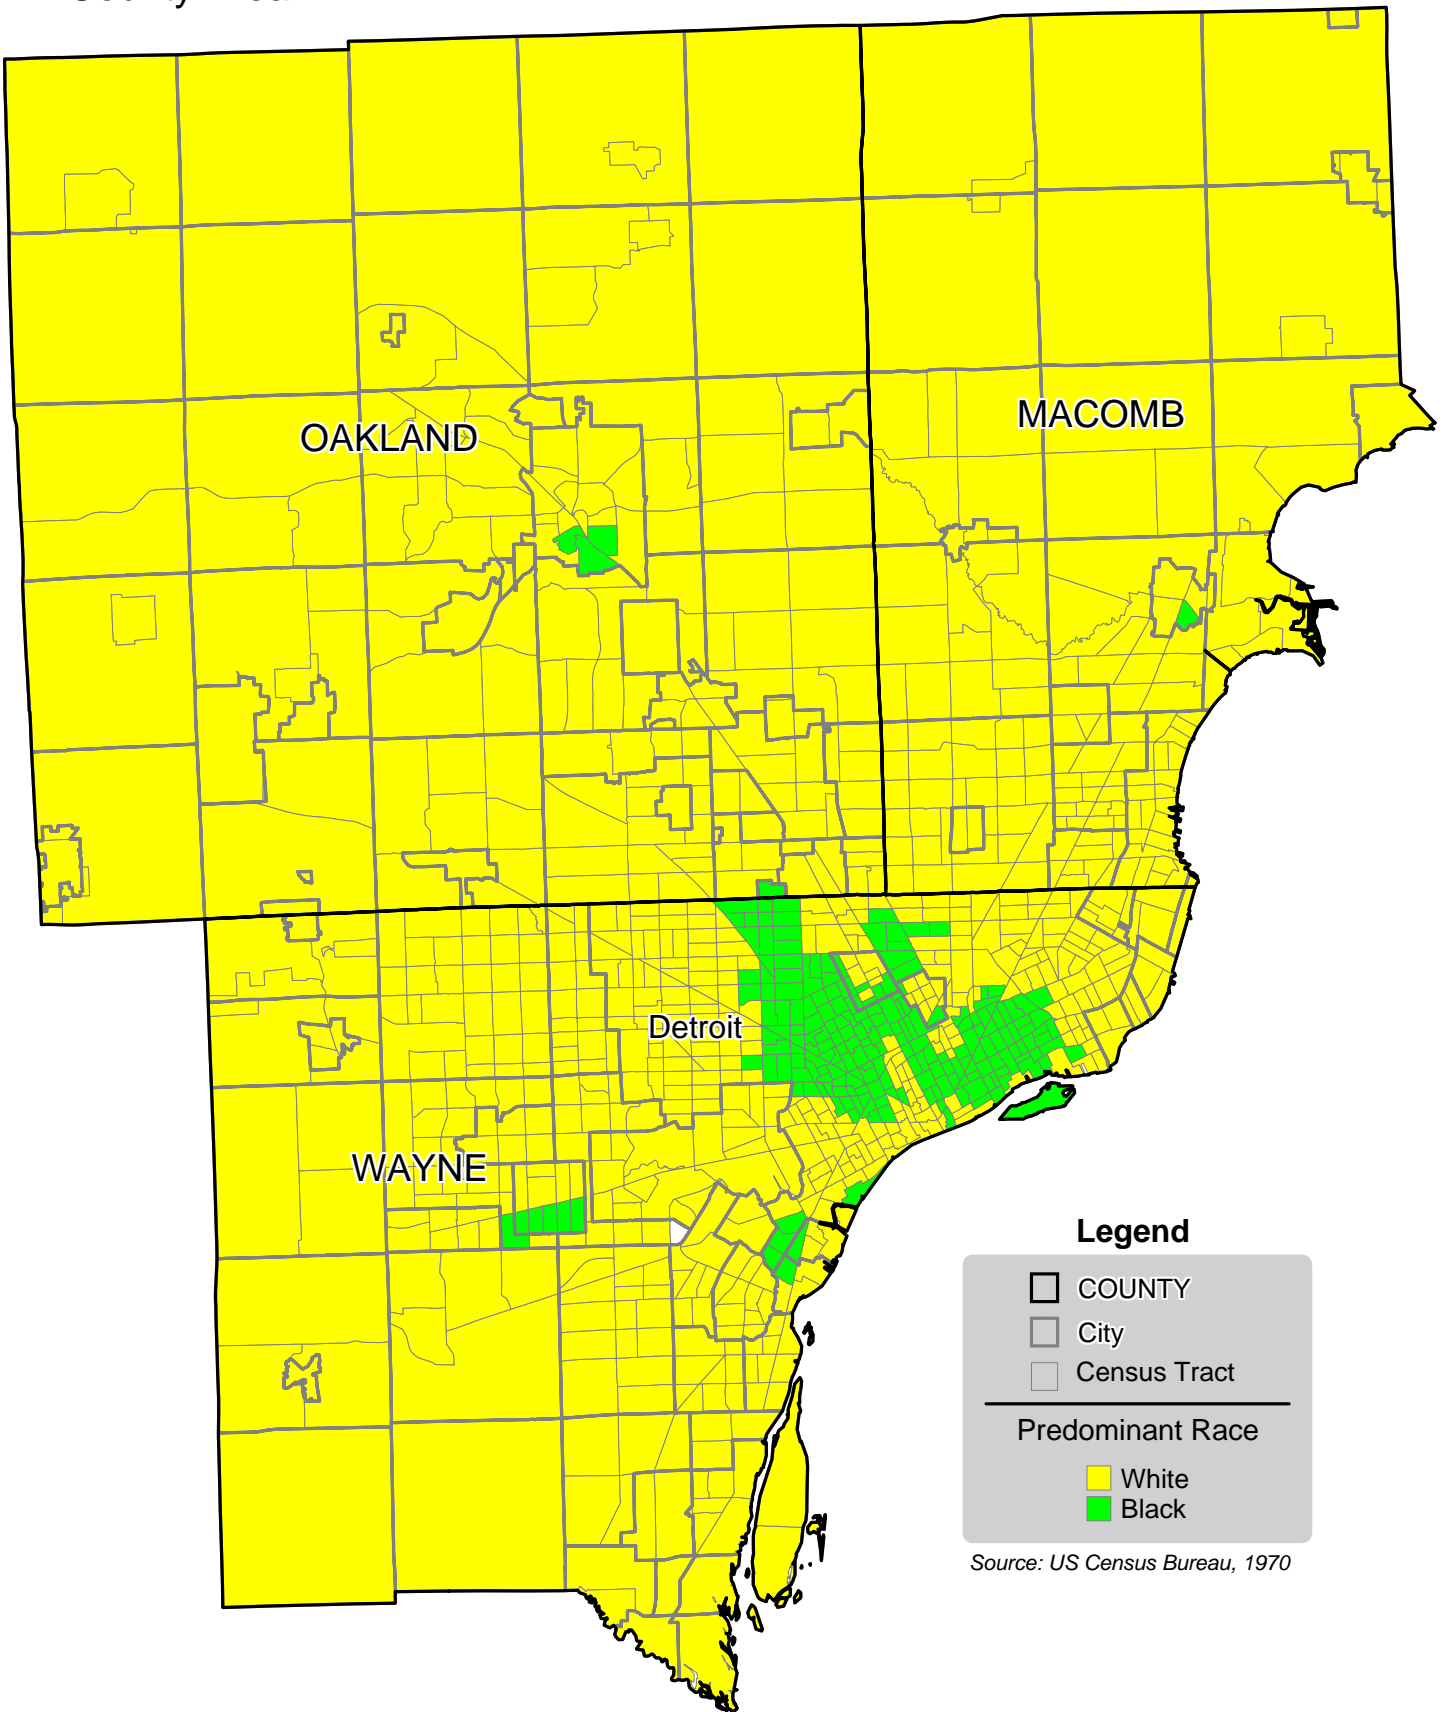 OAKLAND
MACOMB
Detroit
WAYNE
Legend
COUNTY
City
Census Tract
Predominant Race
White
Black
Source: US Census Bureau, 1970